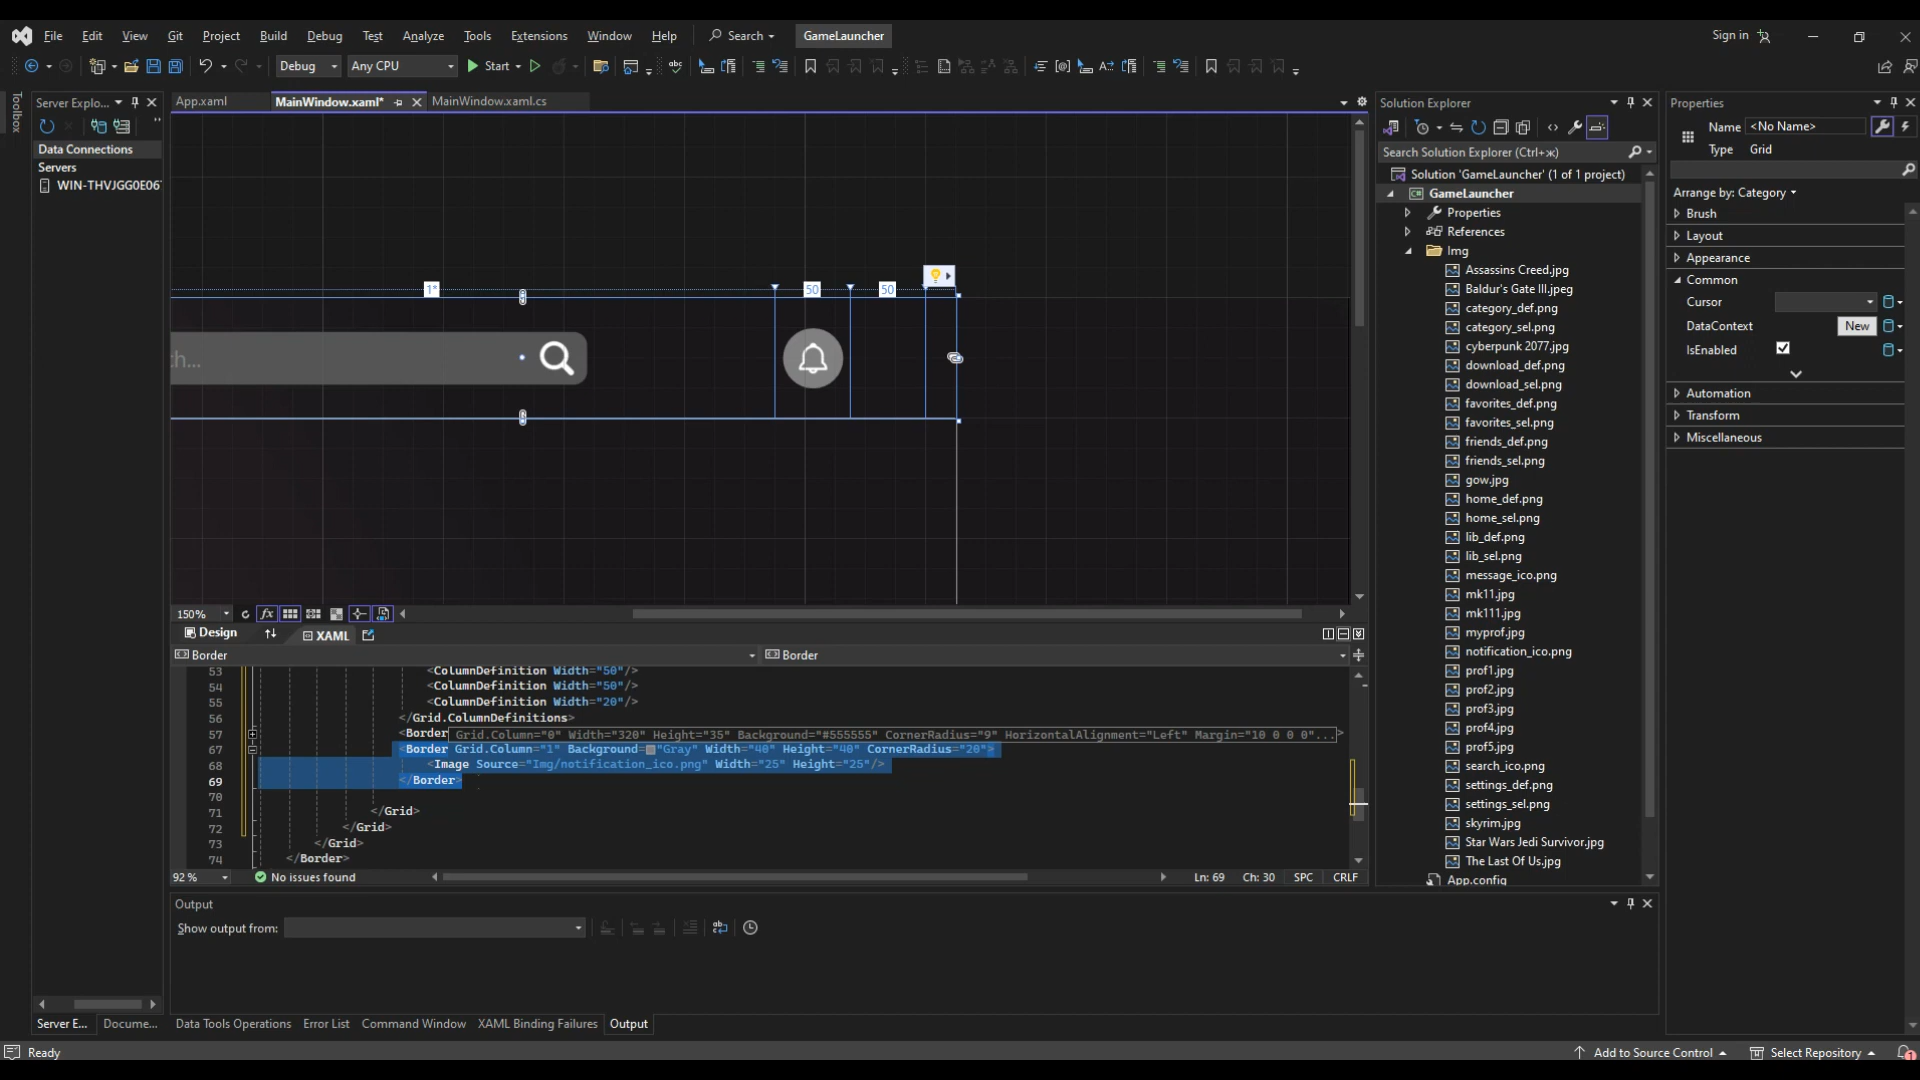 File Edit View Git Project Build Debug Test Analyze Tools Extensions Window Help Search GameLauncher Sign in
Debug Any CPU Start
Toolbox
Server Explo...
Data Connections
Servers
WIN-THVJGG0E06
App.xaml MainWindow.xaml* MainWindow.xaml.cs
1* 50 50
h...
150%
Design XAML
Border Border
53 <ColumnDefinition Width="50"/>
54 <ColumnDefinition Width="50"/>
55 <ColumnDefinition Width="20"/>
56 </Grid.ColumnDefinitions>
57 <Border Grid.Column="0" Width="320" Height="35" Background="#555555" CornerRadius="9" HorizontalAlignment="Left" Margin="10 0 0 0"...>
67 <Border Grid.Column="1" Background="Gray" Width="40" Height="40" CornerRadius="20">
68 <Image Source="Img/notification_ico.png" Width="25" Height="25"/>
69 </Border>
70
71 </Grid>
72 </Grid>
73 </Grid>
74 </Border>
92 % No issues found Ln: 69 Ch: 30 SPC CRLF
Output
Show output from:
Server E... Docume... Data Tools Operations Error List Command Window XAML Binding Failures Output
Solution Explorer
Search Solution Explorer (Ctrl+ж)
Solution 'GameLauncher' (1 of 1 project)
GameLauncher
Properties
References
Img
Assassins Creed.jpg
Baldur's Gate III.jpeg
category_def.png
category_sel.png
cyberpunk 2077.jpg
download_def.png
download_sel.png
favorites_def.png
favorites_sel.png
friends_def.png
friends_sel.png
gow.jpg
home_def.png
home_sel.png
lib_def.png
lib_sel.png
message_ico.png
mk11.jpg
mk111.jpg
myprof.jpg
notification_ico.png
prof1.jpg
prof2.jpg
prof3.jpg
prof4.jpg
prof5.jpg
search_ico.png
settings_def.png
settings_sel.png
skyrim.jpg
Star Wars Jedi Survivor.jpg
The Last Of Us.jpg
App.config
Properties
Name <No Name>
Type Grid
Arrange by: Category
Brush
Layout
Appearance
Common
Cursor
DataContext New
IsEnabled
Automation
Transform
Miscellaneous
Ready Add to Source Control Select Repository 1